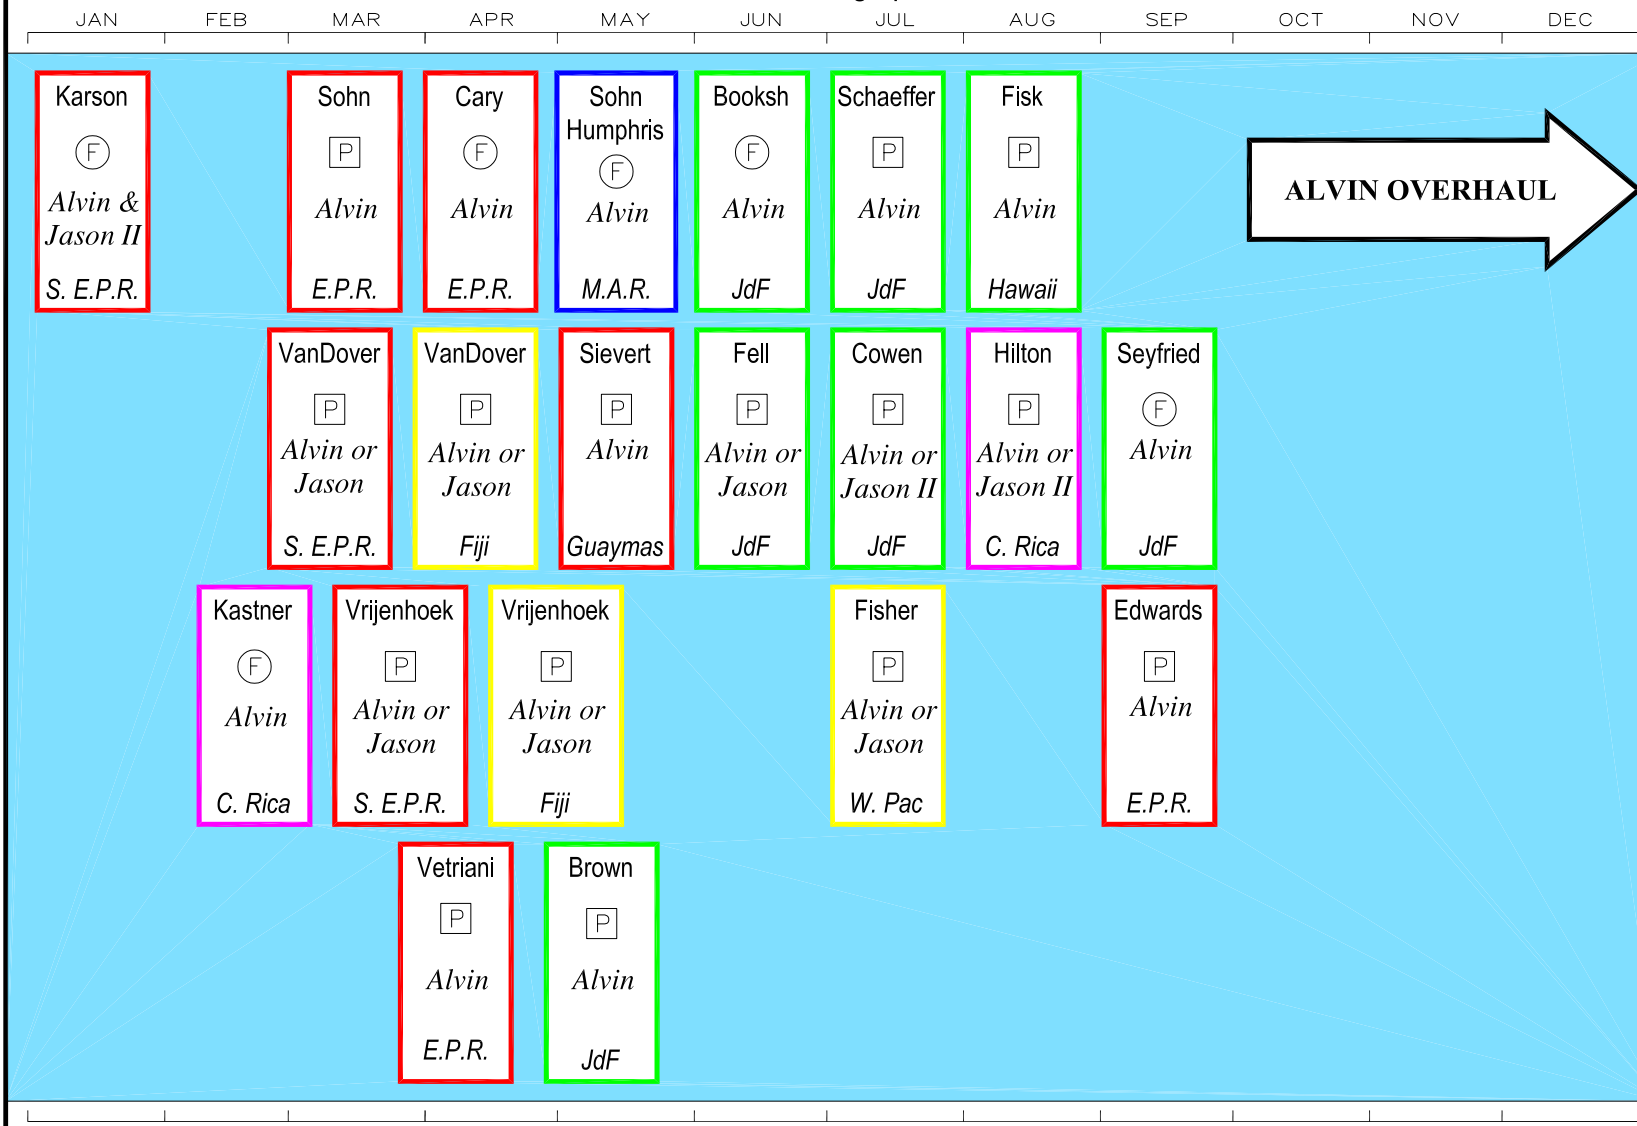 JAN FEB MAR APR MAY JUN JUL AUG SEP OCT NOV DEC
Karson
F
Alvin &
Jason II
S. E.P.R.
Sohn
P
Alvin
E.P.R.
Cary
F
Alvin
E.P.R.
Sohn
Humphris
F
Alvin
M.A.R.
Booksh
F
Alvin
JdF
Schaeffer
P
Alvin
JdF
Fisk
P
Alvin
Hawaii
ALVIN OVERHAUL
VanDover
P
Alvin or
Jason
S. E.P.R.
VanDover
P
Alvin or
Jason
Fiji
Sievert
P
Alvin
Guaymas
Fell
P
Alvin or
Jason
JdF
Cowen
P
Alvin or
Jason II
JdF
Hilton
P
Alvin or
Jason II
C. Rica
Seyfried
F
Alvin
JdF
Kastner
F
Alvin
C. Rica
Vrijenhoek
P
Alvin or
Jason
S. E.P.R.
Vrijenhoek
P
Alvin or
Jason
Fiji
Fisher
P
Alvin or
Jason
W. Pac
Edwards
P
Alvin
E.P.R.
Vetriani
P
Alvin
E.P.R.
Brown
P
Alvin
JdF